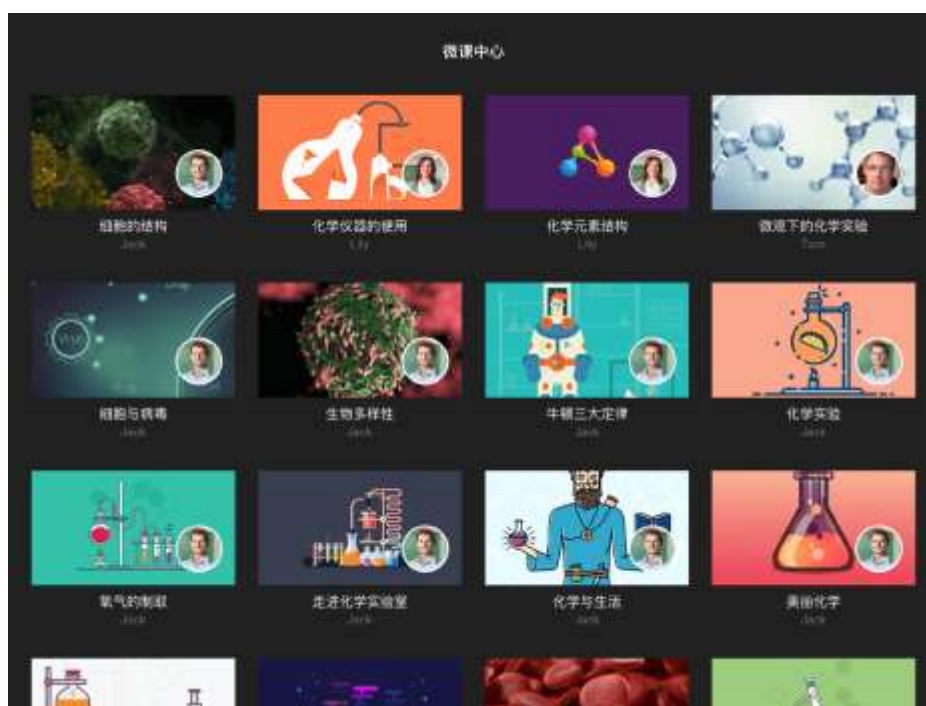 微课中心
细胞的结构
Jack
化学仪器的使用
Lily
化学元素结构
Lily
微观下的化学实验
Tom
细胞与病毒
Jack
生物多样性
Jack
牛顿三大定律
Jack
化学实验
Jack
氧气的制取
Jack
走进化学实验室
Jack
化学与生活
Jack
美丽化学
Jack